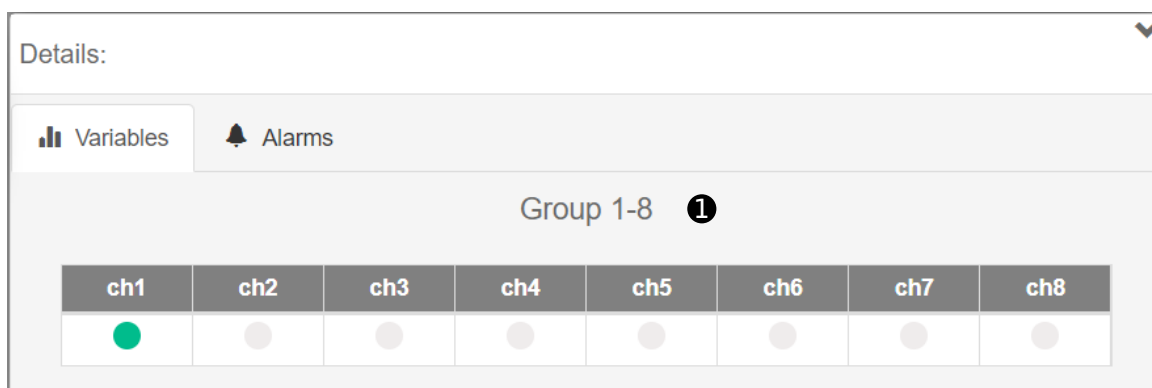 Details:
Variables Alarms
Group 1-8 ❶
ch1 ch2 ch3 ch4 ch5 ch6 ch7 ch8